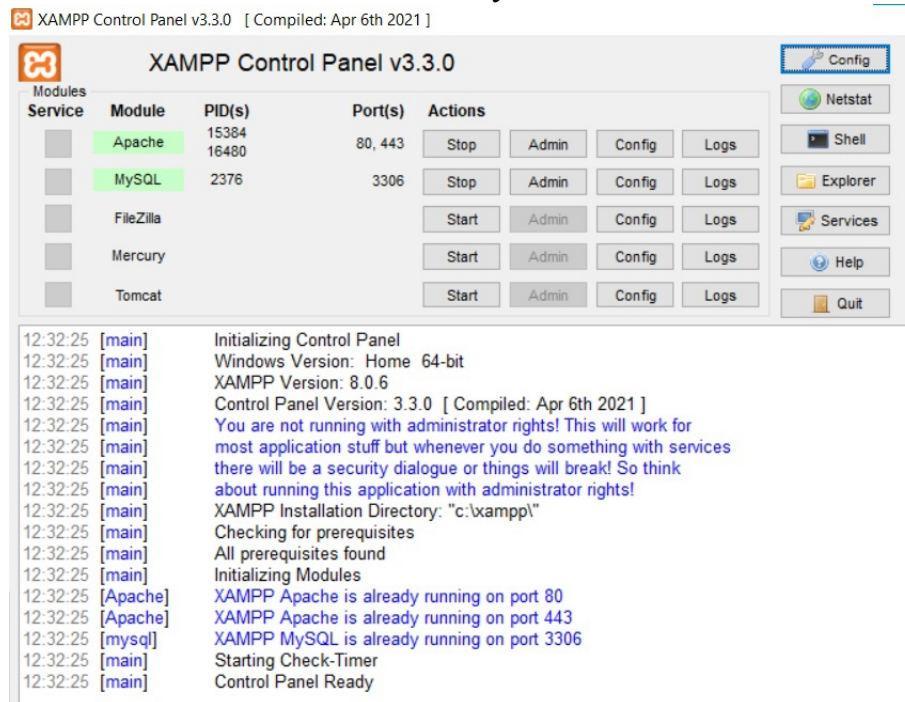 XAMPP Control Panel v3.3.0 [ Compiled: Apr 6th 2021 ]
XAMPP Control Panel v3.3.0
Config
Modules
Netstat
Service Module PID(s) Port(s) Actions
Apache 15384 16480 80, 443 Stop Admin Config Logs
Shell
MySQL 2376 3306 Stop Admin Config Logs
Explorer
FileZilla Start Admin Config Logs
Services
Mercury Start Admin Config Logs
Help
Tomcat Start Admin Config Logs
Quit
12:32:25 [main] Initializing Control Panel
12:32:25 [main] Windows Version: Home 64-bit
12:32:25 [main] XAMPP Version: 8.0.6
12:32:25 [main] Control Panel Version: 3.3.0 [ Compiled: Apr 6th 2021 ]
12:32:25 [main] You are not running with administrator rights! This will work for
12:32:25 [main] most application stuff but whenever you do something with services
12:32:25 [main] there will be a security dialogue or things will break! So think
12:32:25 [main] about running this application with administrator rights!
12:32:25 [main] XAMPP Installation Directory: "c:\xampp\"
12:32:25 [main] Checking for prerequisites
12:32:25 [main] All prerequisites found
12:32:25 [main] Initializing Modules
12:32:25 [Apache] XAMPP Apache is already running on port 80
12:32:25 [Apache] XAMPP Apache is already running on port 443
12:32:25 [mysql] XAMPP MySQL is already running on port 3306
12:32:25 [main] Starting Check-Timer
12:32:25 [main] Control Panel Ready